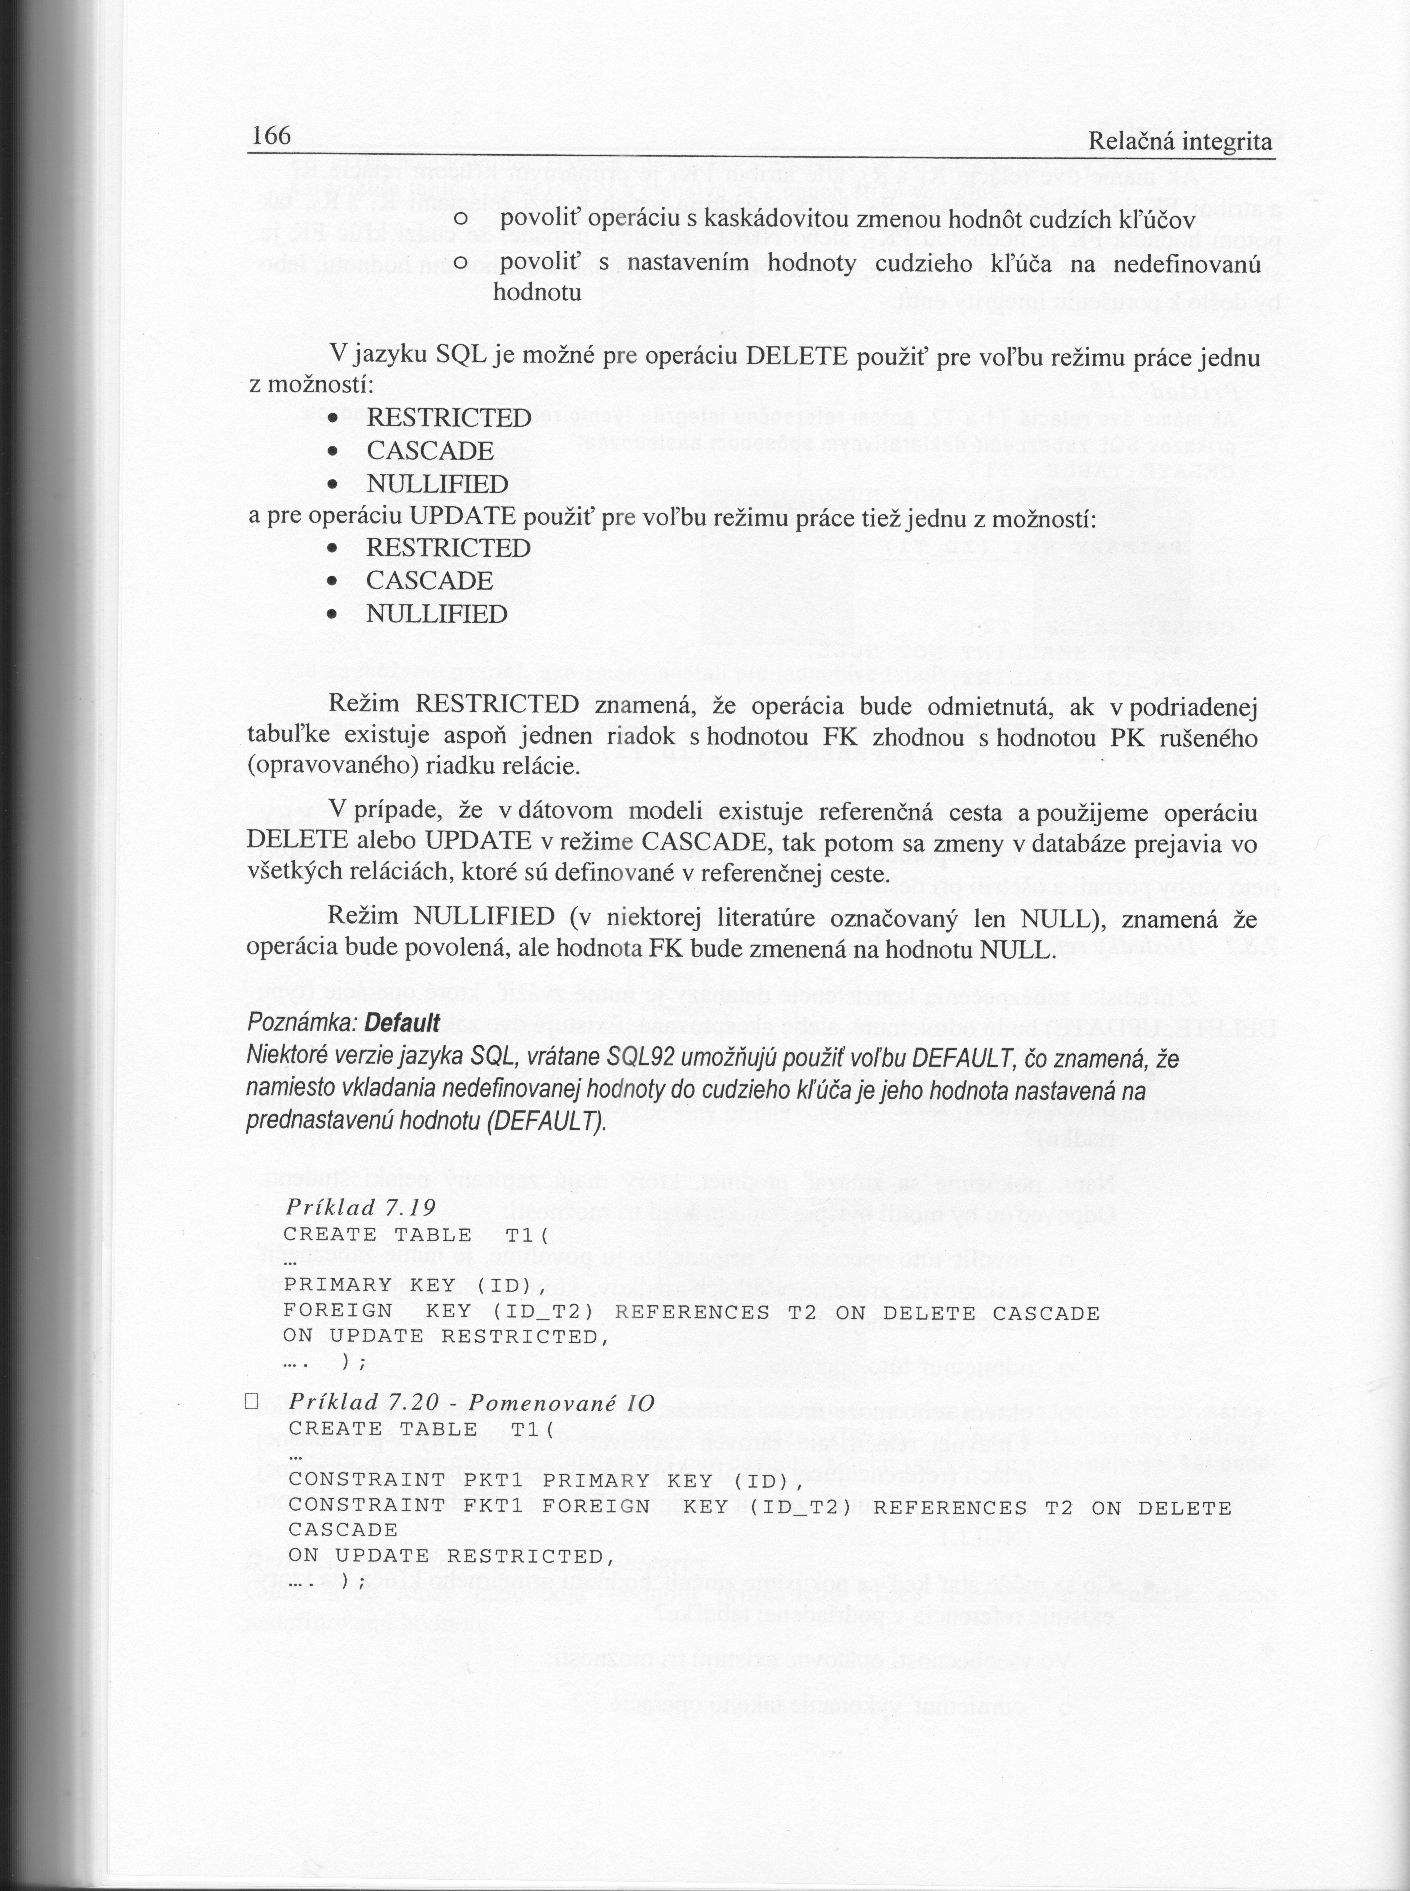 166 Relačná integrita
o povoliť operáciu s kaskádovitou zmenou hodnôt cudzích kľúčov
o povoliť s nastavením hodnoty cudzieho kľúča na nedefinovanú
hodnotu
V jazyku SQL je možné pre operáciu DELETE použiť pre voľbu režimu práce jednu
z možností:
• RESTRICTED
• CASCADE
• NULLIFIED
a pre operáciu UPDATE použiť pre voľbu režimu práce tiež jednu z možností:
• RESTRICTED
• CASCADE
• NULLIFIED
Režim RESTRICTED znamená, že operácia bude odmietnutá, ak v podriadenej
tabuľke existuje aspoň jednen riadok s hodnotou FK zhodnou s hodnotou PK rušeného
(opravovaného) riadku relácie.
V prípade, že v dátovom modeli existuje referenčná cesta a použijeme operáciu
DELETE alebo UPDATE v režime CASCADE, tak potom sa zmeny v databáze prejavia vo
všetkých reláciách, ktoré sú definované v referenčnej ceste.
Režim NULLIFIED (v niektorej literatúre označovaný len NULL), znamená že
operácia bude povolená, ale hodnota FK bude zmenená na hodnotu NULL.
Poznámka: Default
Niektoré verzie jazyka SQL, vrátane SQL92 umožňujú použiť voľbu DEFAULT, čo znamená, že
namiesto vkladania nedefinovanej hodnoty do cudzieho kľúča je jeho hodnota nastavená na
prednastavenú hodnotu (DEFAULT).
Príklad 7.19
CREATE TABLE T1(
…
PRIMARY KEY (ID),
FOREIGN KEY (ID_T2) REFERENCES T2 ON DELETE CASCADE
ON UPDATE RESTRICTED,
…. );
□ Príklad 7.20 - Pomenované IO
CREATE TABLE T1(
…
CONSTRAINT PKT1 PRIMARY KEY (ID),
CONSTRAINT FKT1 FOREIGN KEY (ID_T2) REFERENCES T2 ON DELETE
CASCADE
ON UPDATE RESTRICTED,
…. );